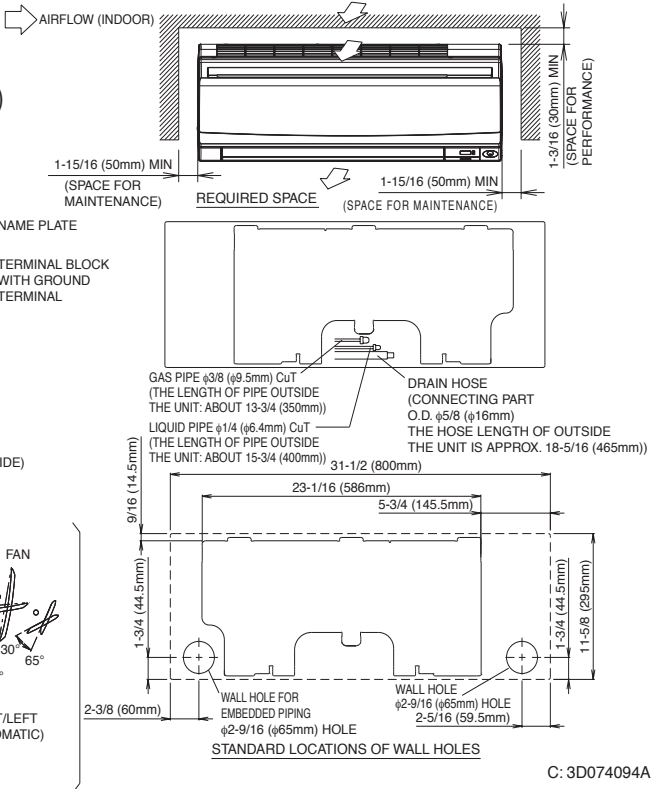 AIRFLOW (INDOOR)
1-3/16 (30mm) MIN
(SPACE FOR
PERFORMANCE)
1-15/16 (50mm) MIN
(SPACE FOR
MAINTENANCE)
REQUIRED SPACE
1-15/16 (50mm) MIN
(SPACE FOR MAINTENANCE)
)
NAME PLATE
TERMINAL BLOCK
WITH GROUND
TERMINAL
GAS PIPE φ3/8 (φ9.5mm) CuT
(THE LENGTH OF PIPE OUTSIDE
THE UNIT: ABOUT 13-3/4 (350mm))
LIQUID PIPE φ1/4 (φ6.4mm) CuT
(THE LENGTH OF PIPE OUTSIDE
THE UNIT: ABOUT 15-3/4 (400mm))
DRAIN HOSE
(CONNECTING PART
O.D. φ5/8 (φ16mm)
THE HOSE LENGTH OF OUTSIDE
THE UNIT IS APPROX. 18-5/16 (465mm))
IDE)
31-1/2 (800mm)
23-1/16 (586mm)
5-3/4 (145.5mm)
9/16 (14.5mm)
1-3/4 (44.5mm)
1-3/4 (44.5mm)
11-5/8 (295mm)
FAN
30°
65°
°
T/LEFT
OMATIC)
2-3/8 (60mm)
WALL HOLE FOR
EMBEDDED PIPING
φ2-9/16 (φ65mm) HOLE
WALL HOLE
φ2-9/16 (φ65mm) HOLE
2-5/16 (59.5mm)
STANDARD LOCATIONS OF WALL HOLES
C: 3D074094A